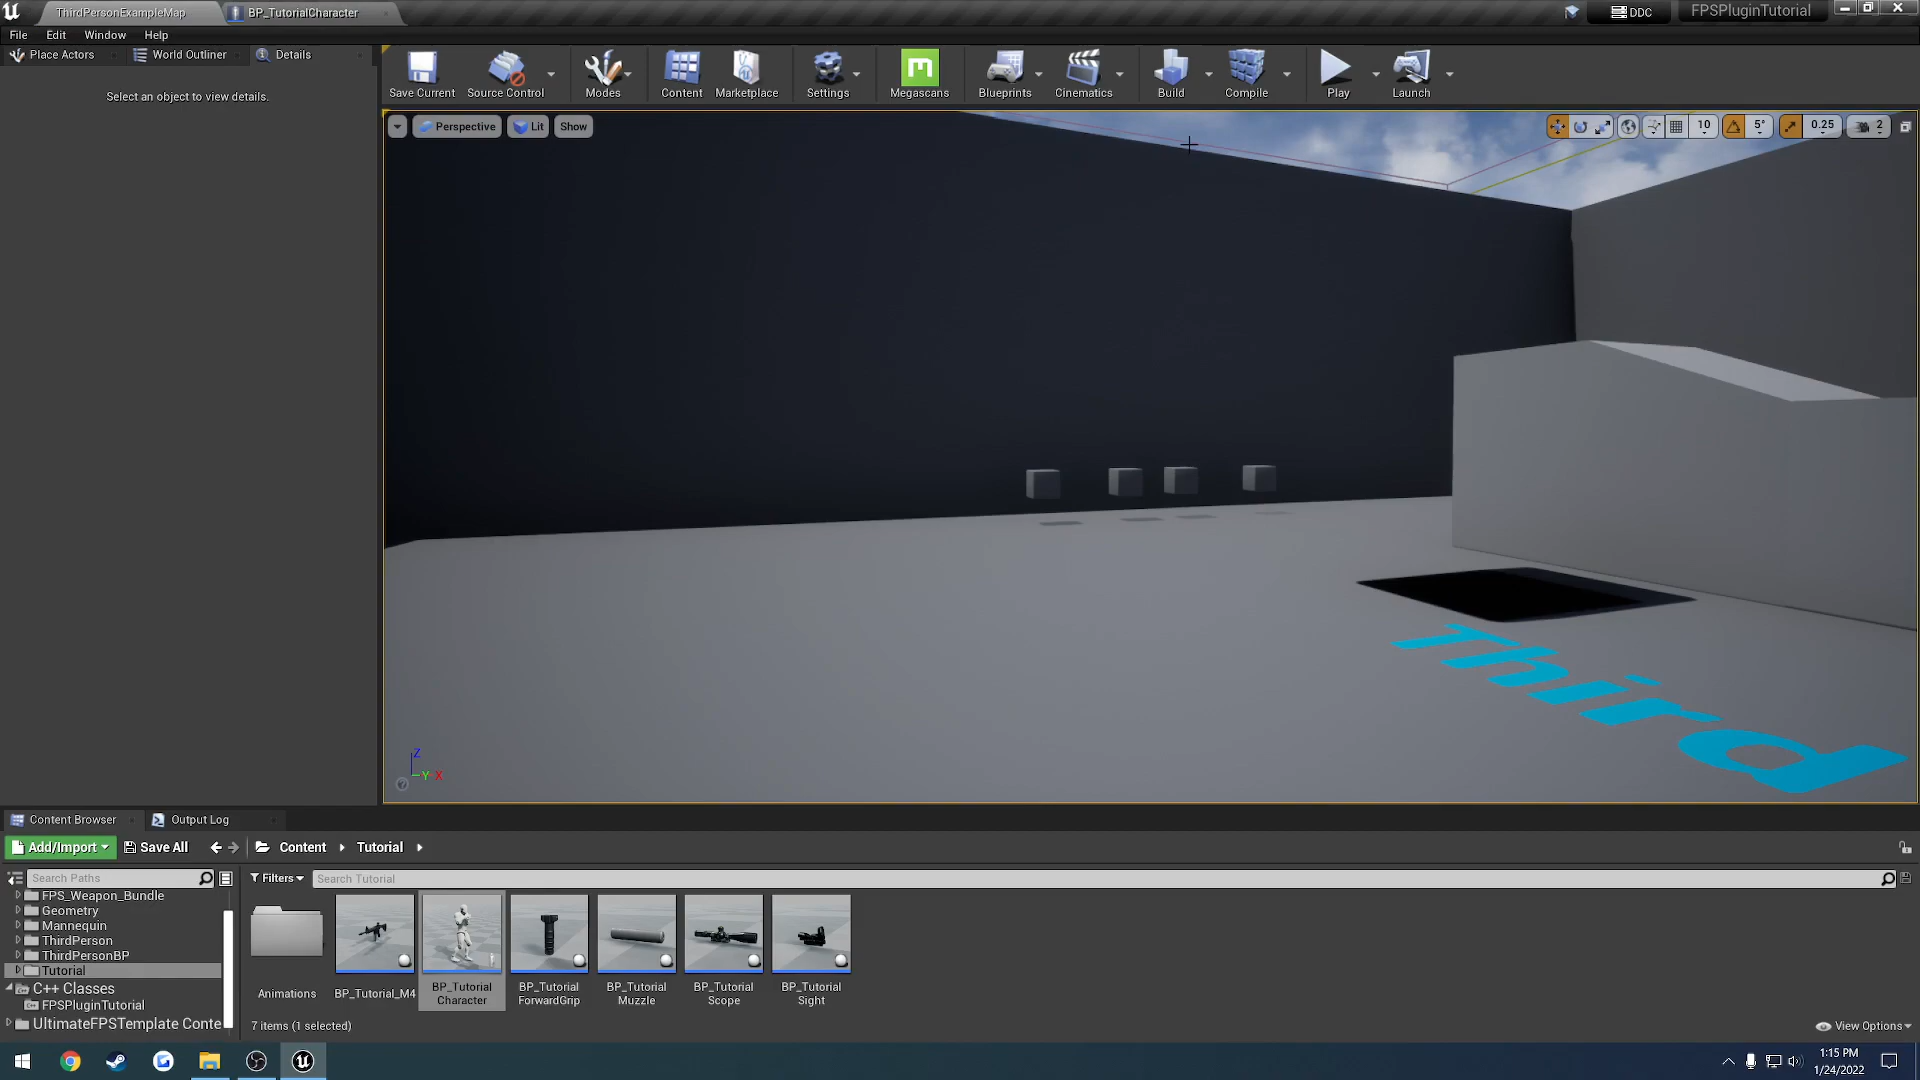 ThirdPersonExampleMap
BP_TutorialCharacter
DDC
FPSPluginTutorial
File
Edit
Window
Help
Place Actors
World Outliner
Details
Select an object to view details.
Save Current
Source Control
Modes
Content
Marketplace
Settings
Megascans
Blueprints
Cinematics
Build
Compile
Play
Launch
Perspective
Lit
Show
10
5°
0.25
2
Third
Z
Y
X
Content Browser
Output Log
Add/Import
Save All
Content
Tutorial
Search Paths
Filters
Search Tutorial
FPS_Weapon_Bundle
Geometry
Mannequin
ThirdPerson
ThirdPersonBP
Tutorial
C++ Classes
FPSPluginTutorial
UltimateFPSTemplate Conte
Animations
BP_Tutorial_M4
BP_Tutorial
Character
BP_Tutorial
ForwardGrip
BP_Tutorial
Muzzle
BP_Tutorial
Scope
BP_Tutorial
Sight
7 items (1 selected)
View Options
1:15 PM
1/24/2022